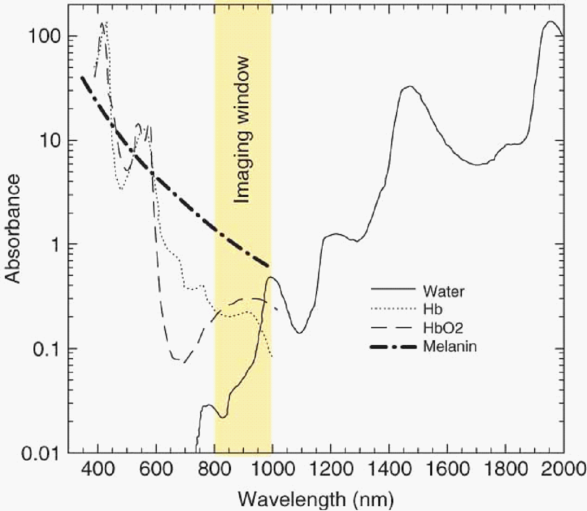 100
10
1
0.1
0.01
Absorbance
Imaging window
Water
Hb
HbO2
Melanin
400 600 800 1000 1200 1400 1600 1800 2000
Wavelength (nm)